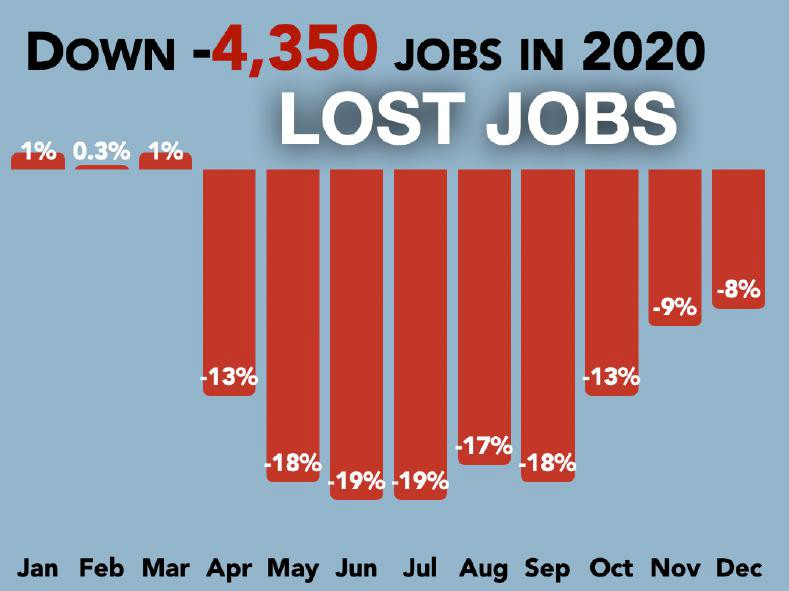 DOWN -4,350 JOBS IN 2020
LOST JOBS
1% 0.3% 1%
-8%
-9%
-13% -13%
-17%
-18% -18%
-19% -19%
Jan Feb Mar Apr May Jun Jul Aug Sep Oct Nov Dec